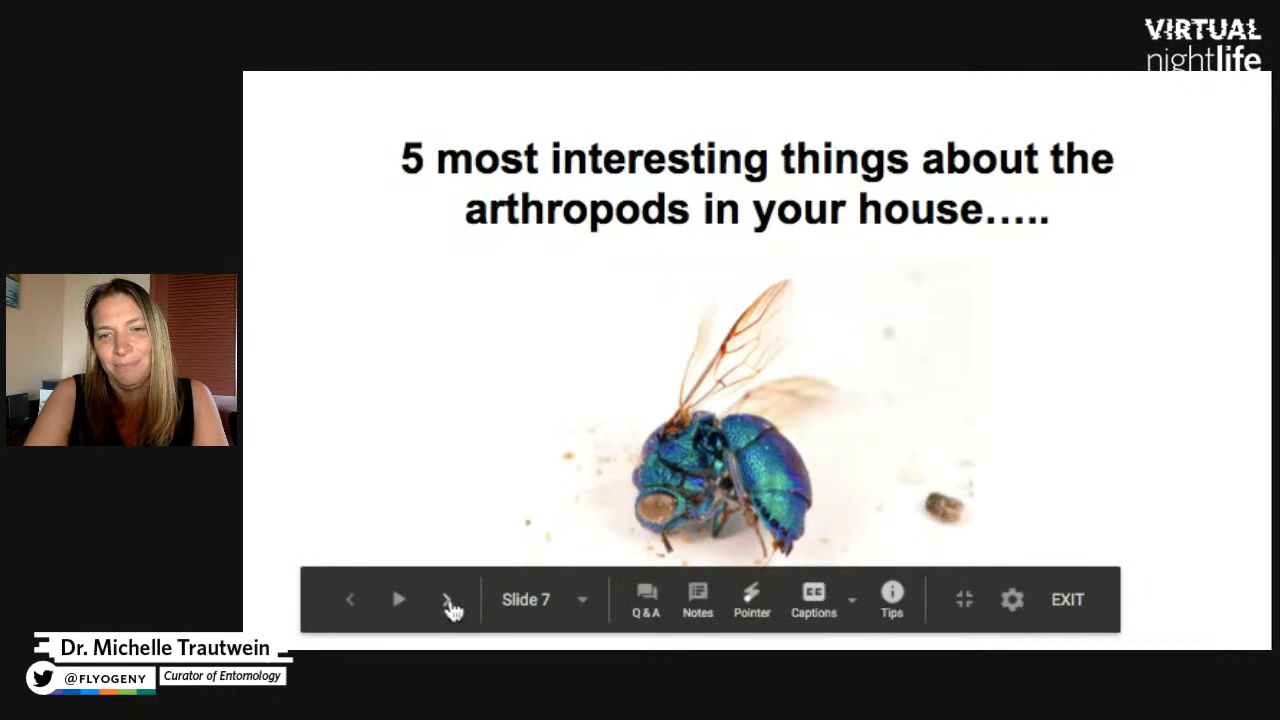 VIRTUAL
nightlife
5 most interesting things about the
arthropods in your house.....
Slide 7
Q & A
Notes
Pointer
CC
Captions
Tips
EXIT
Dr. Michelle Trautwein
@FLYOGENY
Curator of Entomology